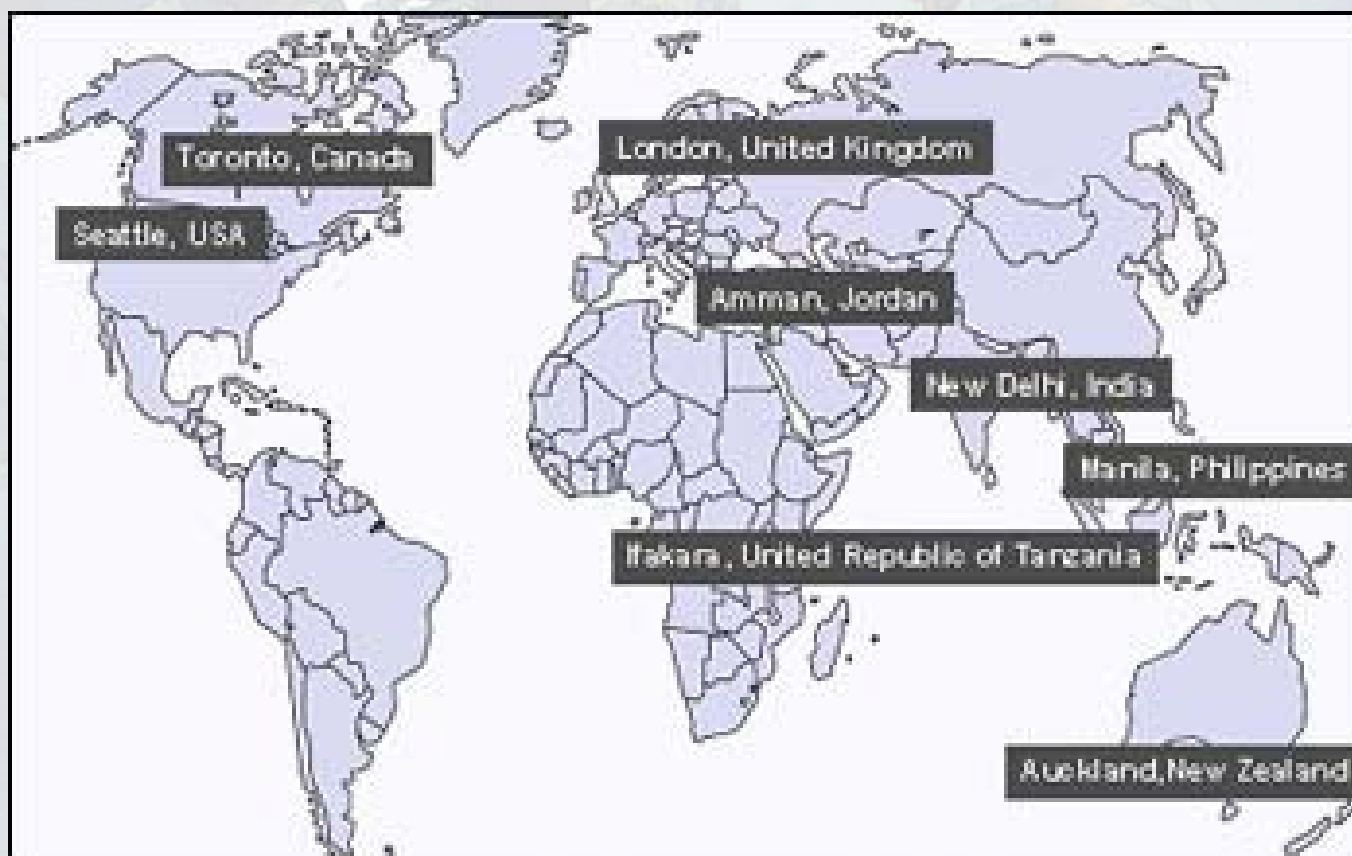 Toronto, Canada
London, United Kingdom
Seattle, USA
Amman, Jordan
New Delhi, India
Manila, Philippines
Ifakara, United Republic of Tanzania
Auckland,New Zealand